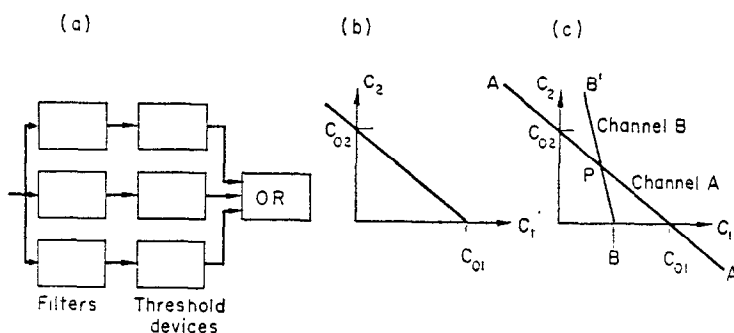 (a)
(b)
(c)
OR
Filters
Threshold
devices
C2
C02
C1'
C01
A
C2
B'
Channel B
C02
P
Channel A
C1
B
C01
A